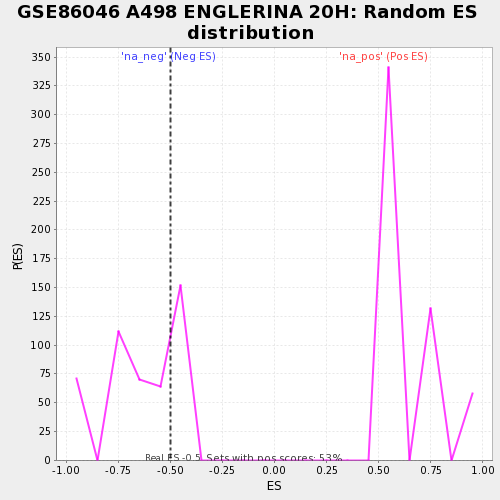 GSE86046 A498 ENGLERINA 20H: Random ES
distribution
'na_neg' (Neg ES)
'na_pos' (Pos ES)
350
325
300
275
250
225
200
175
150
125
100
75
50
25
0
P(ES)
Real ES -0.5. Sets with pos scores: 53%
-1.00 -0.75 -0.50 -0.25 0.00 0.25 0.50 0.75 1.00
ES